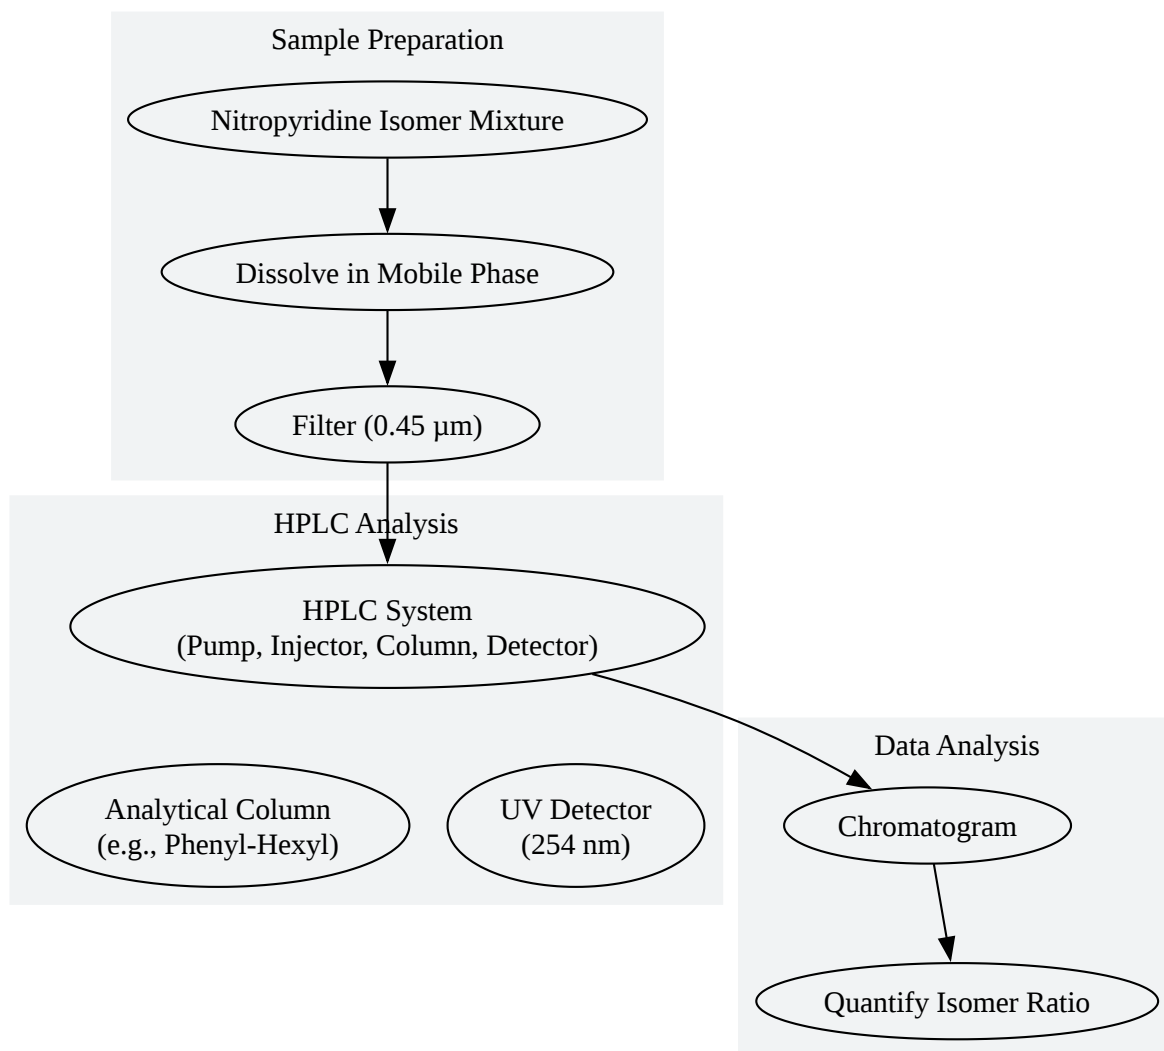 Sample Preparation
Nitropyridine Isomer Mixture
Dissolve in Mobile Phase
Filter (0.45 µm)
HPLC Analysis
HPLC System
(Pump, Injector, Column, Detector)
Analytical Column
(e.g., Phenyl-Hexyl)
UV Detector
(254 nm)
Data Analysis
Chromatogram
Quantify Isomer Ratio